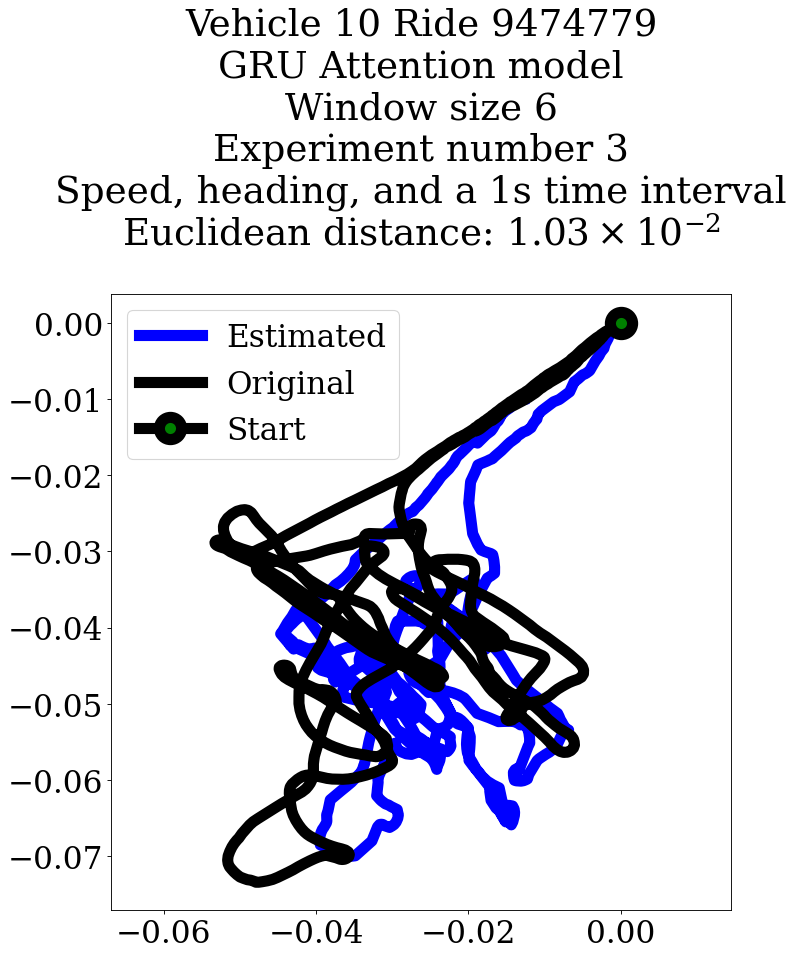 Vehicle 10 Ride 9474779
GRU Attention model
Window size 6
Experiment number 3
Speed, heading, and a 1s time interval
Euclidean distance: 1.03 × 10⁻²
Estimated
Original
Start
0.00
−0.01
−0.02
−0.03
−0.04
−0.05
−0.06
−0.07
−0.06 −0.04 −0.02 0.00